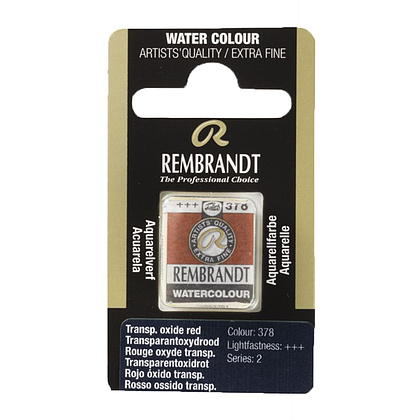 WATER COLOUR
ARTISTS' QUALITY / EXTRA FINE
R
REMBRANDT
The Professional Choice
Aquarelverf
Acuarela
Aquarellfarbe
Aquarelle
+++ 378
ARTISTS' QUALITY
R
EXTRA FINE
REMBRANDT
WATERCOLOUR
Transp. oxide red
Transparantoxydrood
Rouge oxyde transp.
Transparentoxidrot
Rojo óxido transp.
Rosso ossido transp.
Colour: 378
Lightfastness: +++
Series: 2